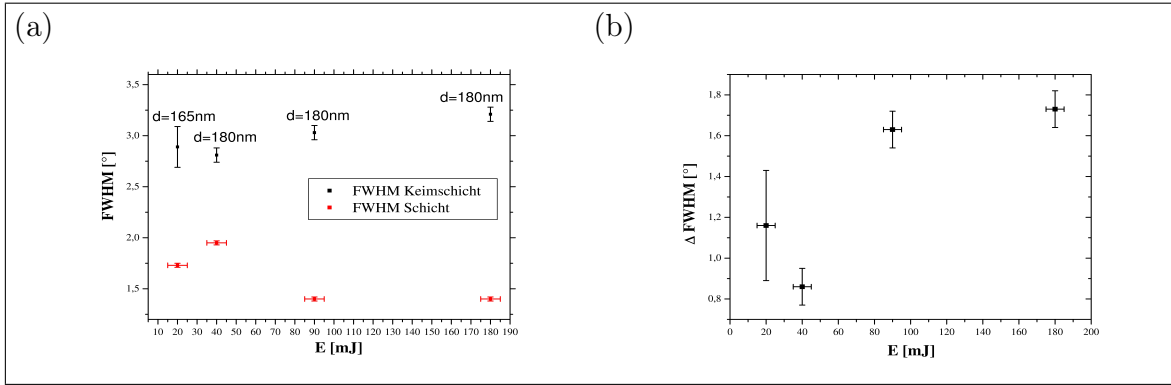 (a)
3,5
3,0
2,5
2,0
1,5
FWHM [°]
d=165nm
d=180nm
d=180nm
d=180nm
FWHM Keimschicht
FWHM Schicht
10 20 30 40 50 60 70 80 90 100 110 120 130 140 150 160 170 180 190
E [mJ]
(b)
1,8
1,6
1,4
1,2
1,0
0,8
Δ FWHM [°]
0 20 40 60 80 100 120 140 160 180 200
E [mJ]